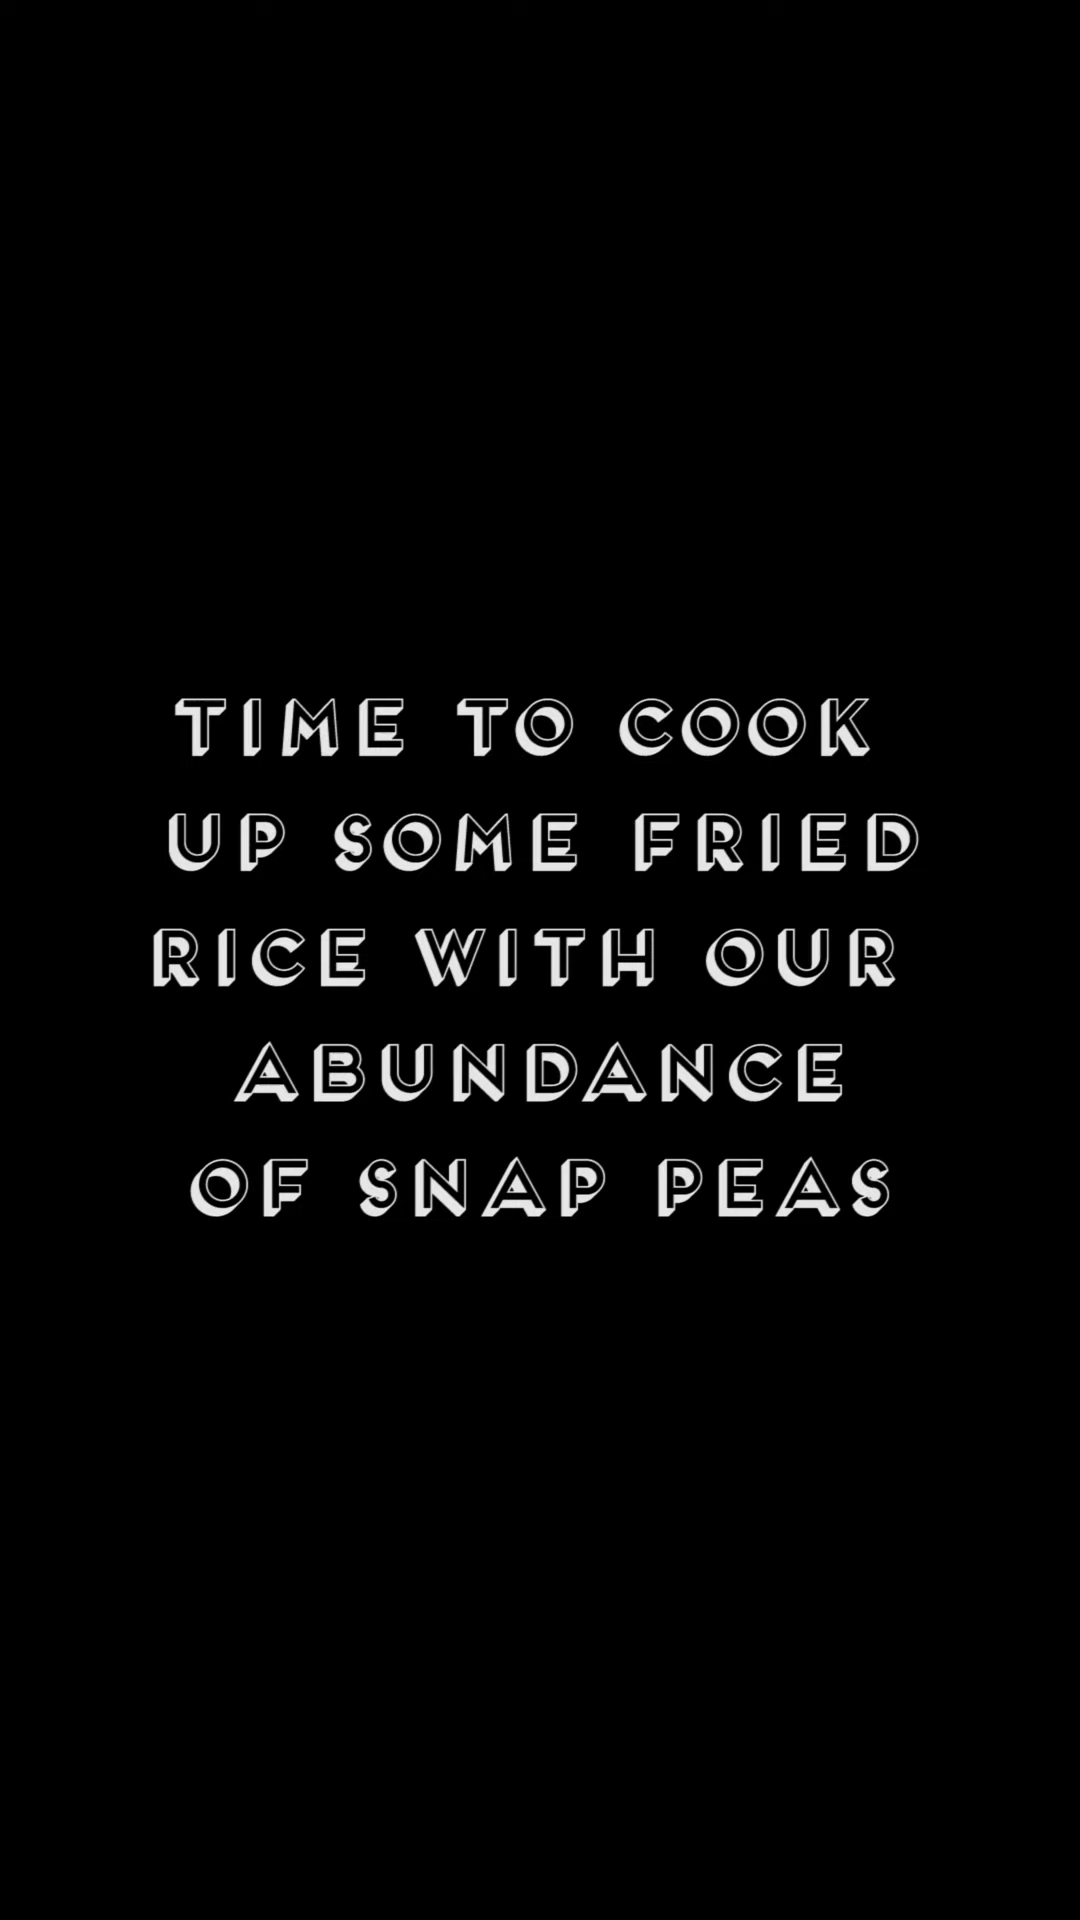 TIME TO COOK
UP SOME FRIED
RICE WITH OUR
ABUNDANCE
OF SNAP PEAS